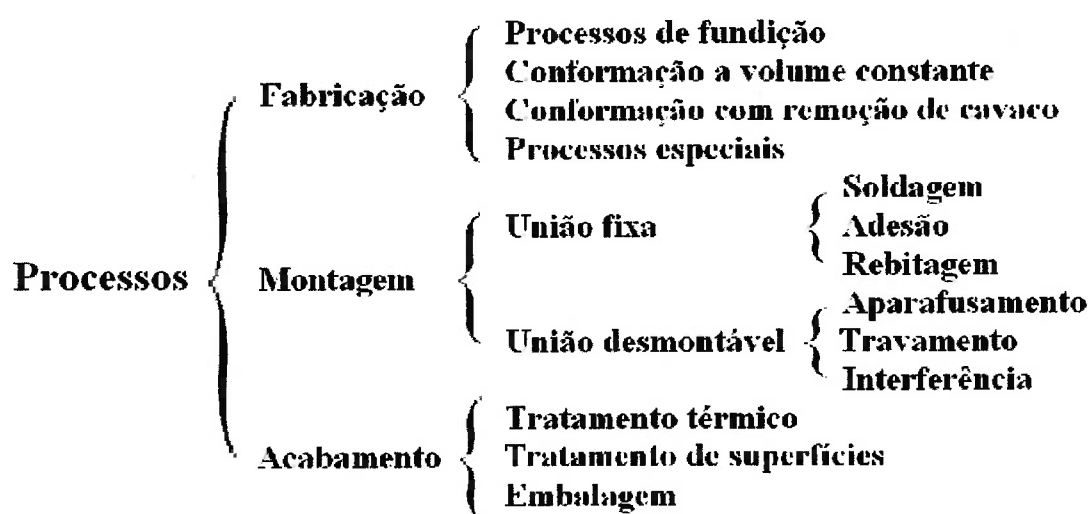 Processos
Fabricação
Processos de fundição
Conformação a volume constante
Conformação com remoção de cavaco
Processos especiais
Montagem
União fixa
Soldagem
Adesão
Rebitagem
União desmontável
Aparafusamento
Travamento
Interferência
Acabamento
Tratamento térmico
Tratamento de superfícies
Embalagem